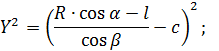 Y² = ((R · cos α − l) / cos β − c)² ;